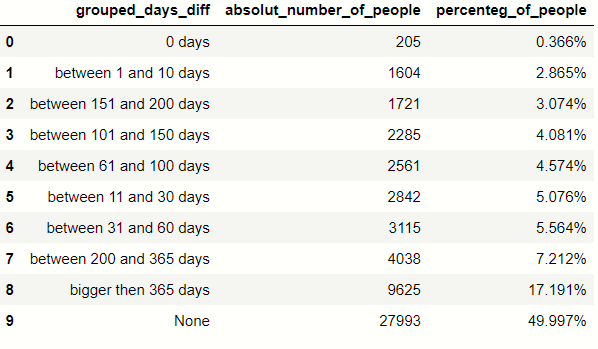 grouped_days_diff absolut_number_of_people percenteg_of_people
0 0 days 205 0.366%
1 between 1 and 10 days 1604 2.865%
2 between 151 and 200 days 1721 3.074%
3 between 101 and 150 days 2285 4.081%
4 between 61 and 100 days 2561 4.574%
5 between 11 and 30 days 2842 5.076%
6 between 31 and 60 days 3115 5.564%
7 between 200 and 365 days 4038 7.212%
8 bigger then 365 days 9625 17.191%
9 None 27993 49.997%